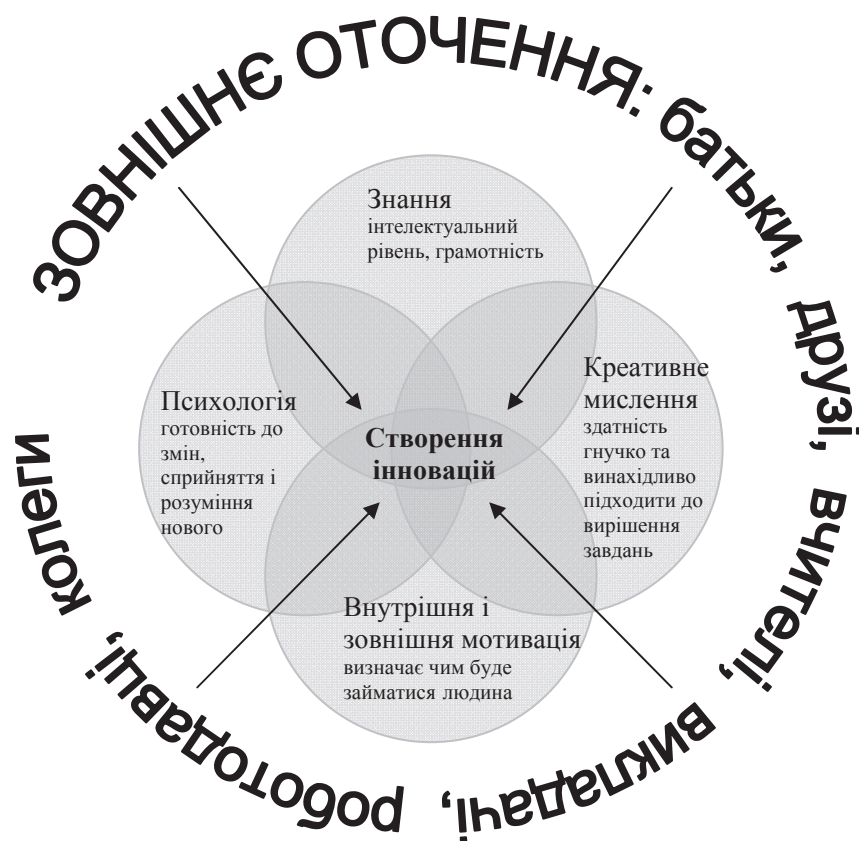 ЗОВНІШНЄ ОТОЧЕННЯ: батьки, друзі, вчителі, викладачі, роботодавці, колеги
Знання
інтелектуальний
рівень, грамотність
Психологія
готовність до
змін,
сприйняття і
розуміння
нового
Створення
інновацій
Креативне
мислення
здатність
гнучко та
винахідливо
підходити до
вирішення
завдань
Внутрішня і
зовнішня мотивація
визначає чим буде
займатися людина